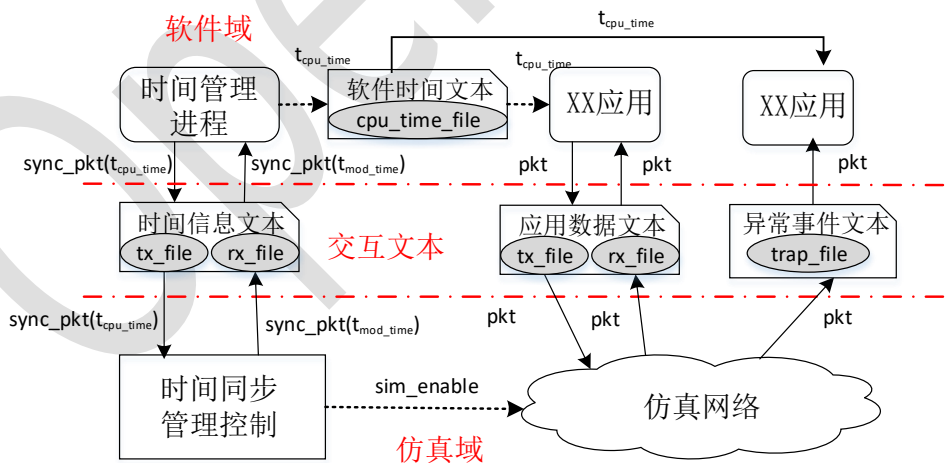 软件域
t_cpu_time
t_cpu_time
t_cpu_time
时间管理
进程
软件时间文本
cpu_time_file
XX应用
XX应用
sync_pkt(t_cpu_time)
sync_pkt(t_mod_time)
pkt
pkt
pkt
时间信息文本
tx_file
rx_file
交互文本
应用数据文本
tx_file
rx_file
异常事件文本
trap_file
sync_pkt(t_cpu_time)
sync_pkt(t_mod_time)
pkt
pkt
pkt
时间同步
管理控制
sim_enable
仿真网络
仿真域
Ope